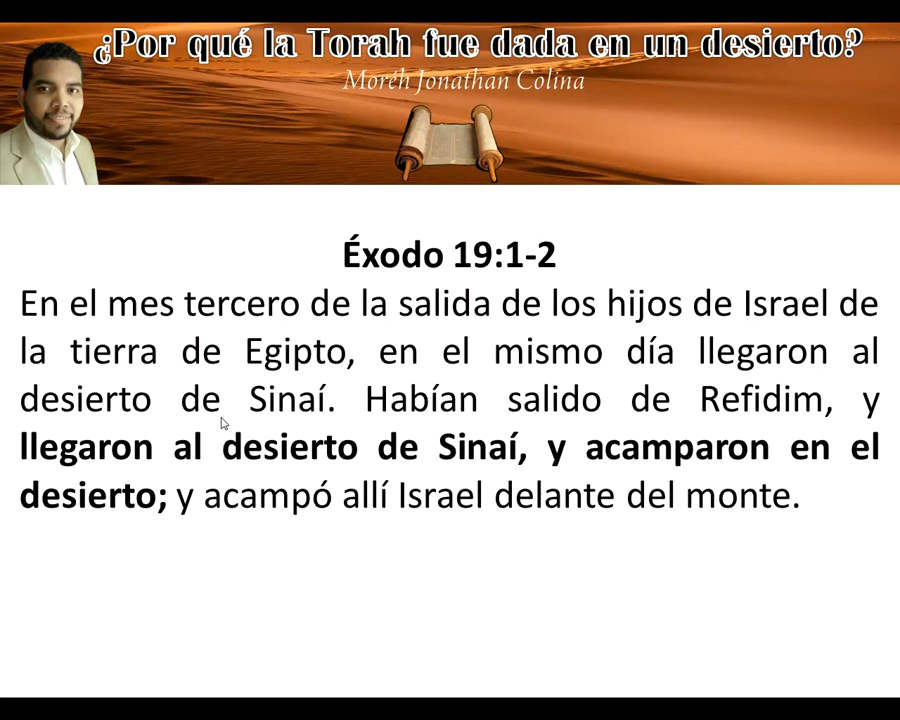 ¿Por qué la Torah fue dada en un desierto?
Moréh Jonathan Colina
Éxodo 19:1-2
En el mes tercero de la salida de los hijos de Israel de
la tierra de Egipto, en el mismo día llegaron al
desierto de Sinaí. Habían salido de Refidim, y
llegaron al desierto de Sinaí, y acamparon en el
desierto; y acampó allí Israel delante del monte.